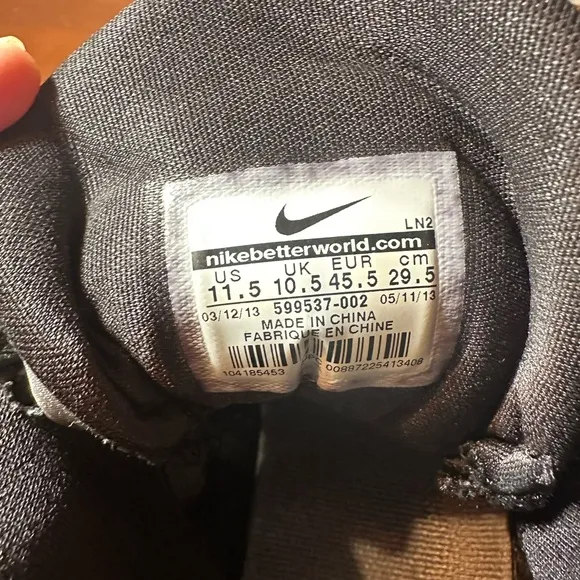 LN2
nikebetterworld.com
US UK EUR cm
11.5 10.5 45.5 29.5
03/12/13 599537-002 05/11/13
MADE IN CHINA
FABRIQUE EN CHINE
104185453 00887225413408